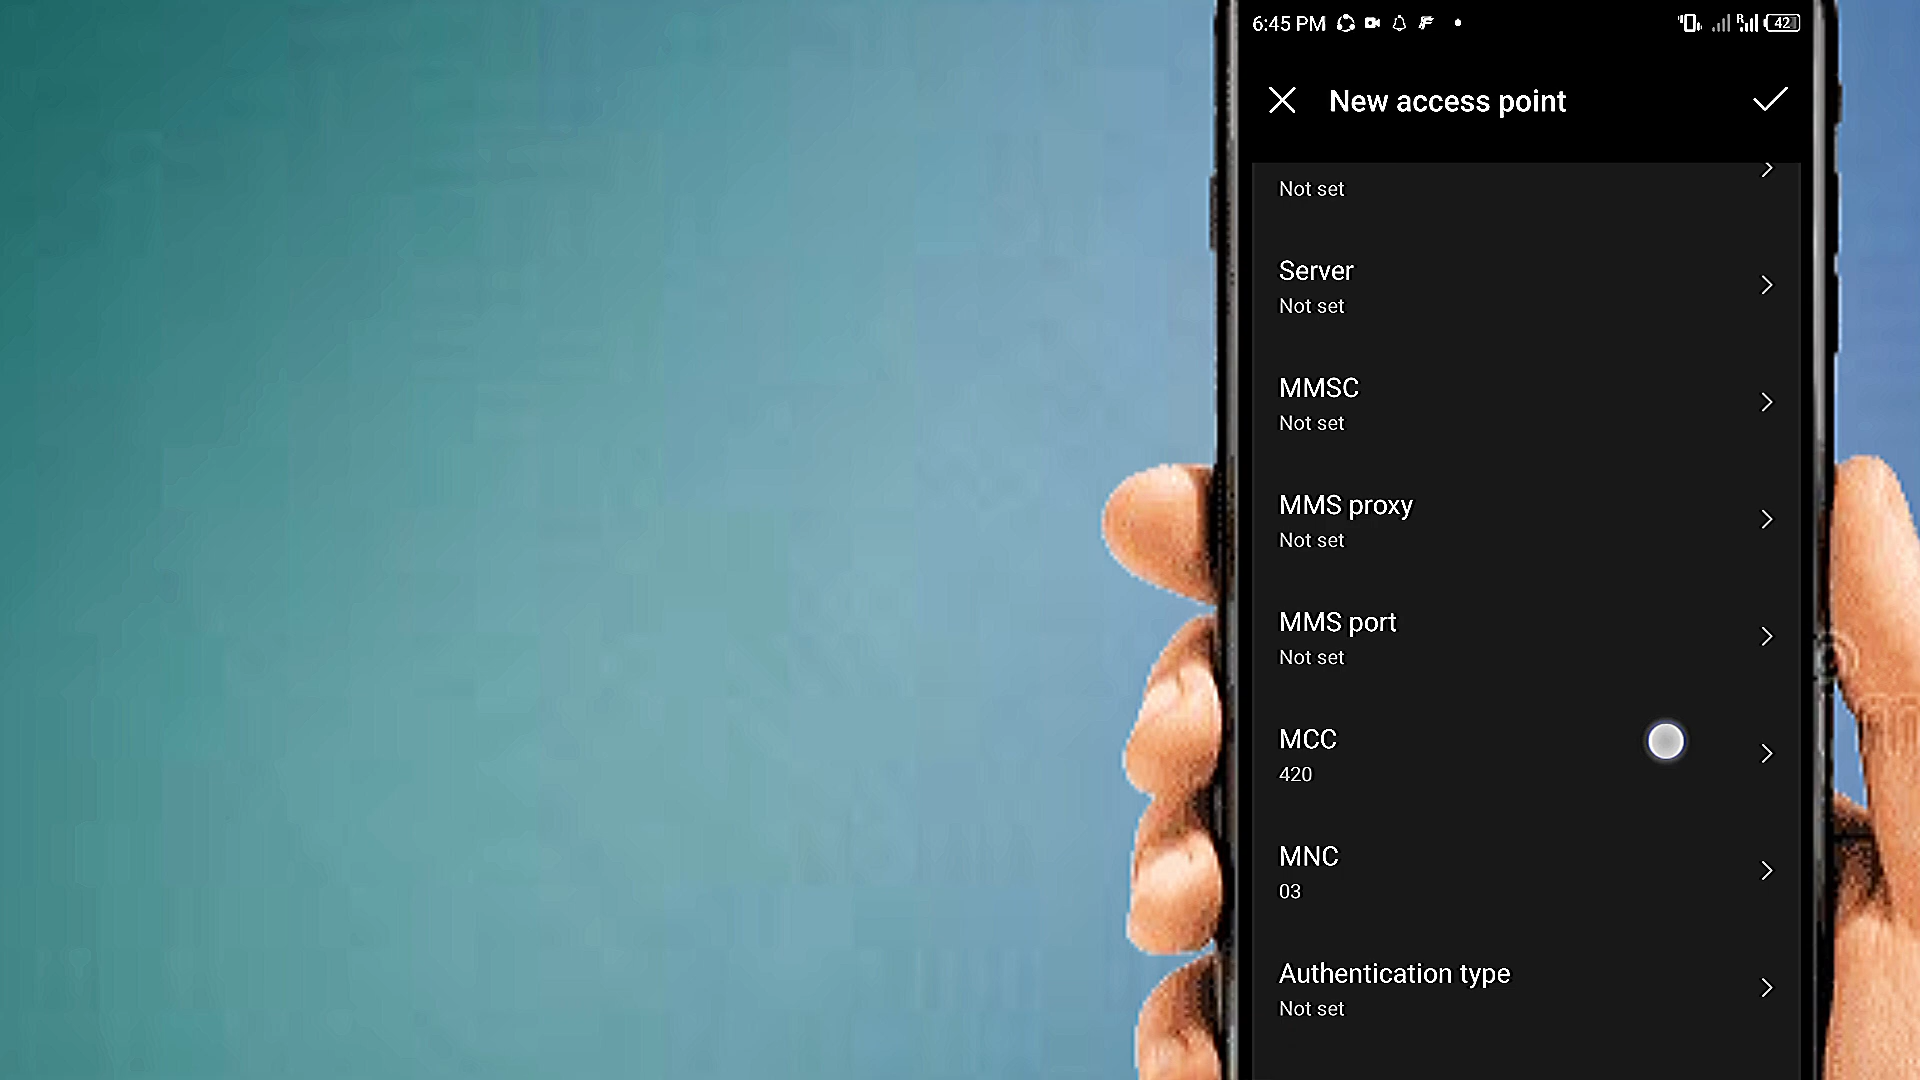 6:45 PM
R
42
New access point
Not set
Server
Not set
MMSC
Not set
MMS proxy
Not set
MMS port
Not set
MCC
420
MNC
03
Authentication type
Not set